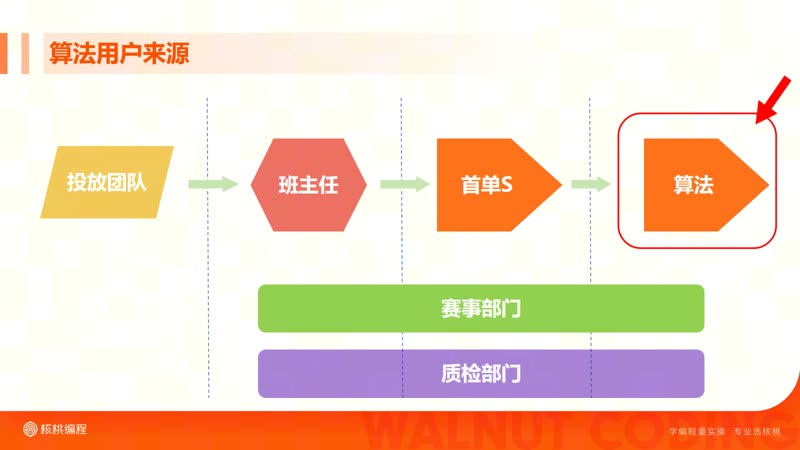 算法用户来源
投放团队
班主任
首单S
算法
赛事部门
质检部门
核桃编程
WALNUT CODING
学编程重实操 专业选核桃